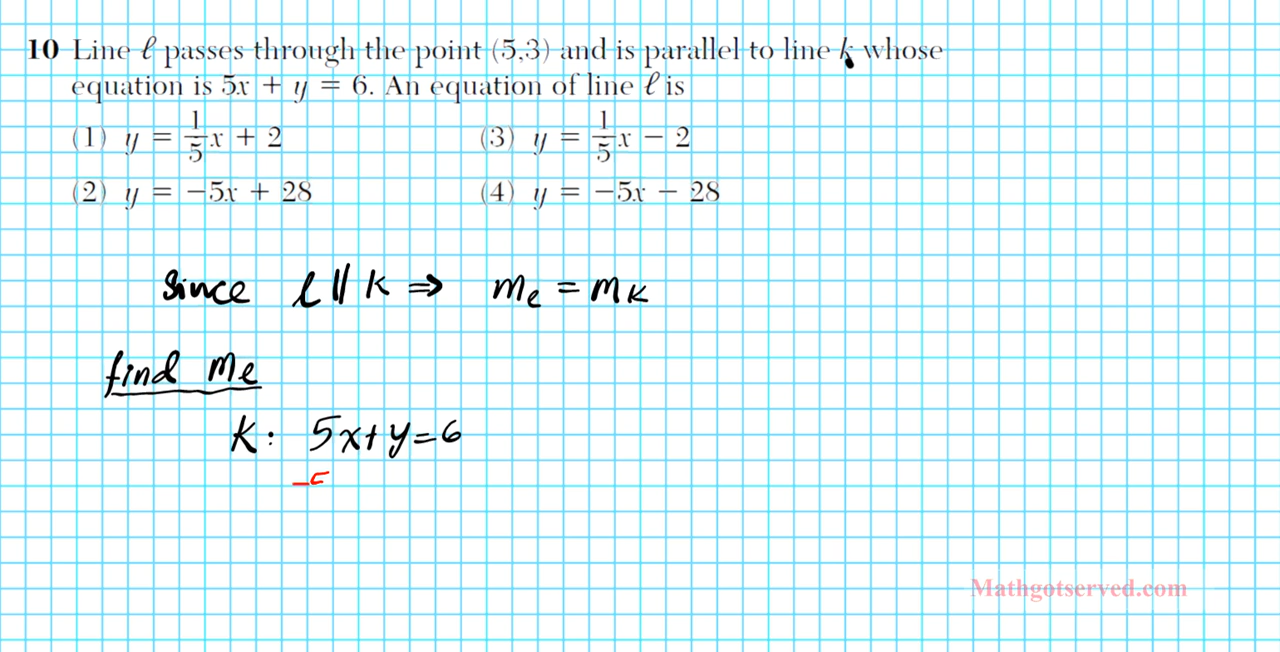 10 Line ℓ passes through the point (5,3) and is parallel to line k whose
equation is 5x + y = 6. An equation of line ℓ is
(1) y = 1/5 x + 2 (3) y = 1/5 x − 2
(2) y = −5x + 28 (4) y = −5x − 28
Since ℓ ∥ k ⇒ mℓ = mk
find mℓ
K: 5x+y=6
−5
Mathgotserved.com